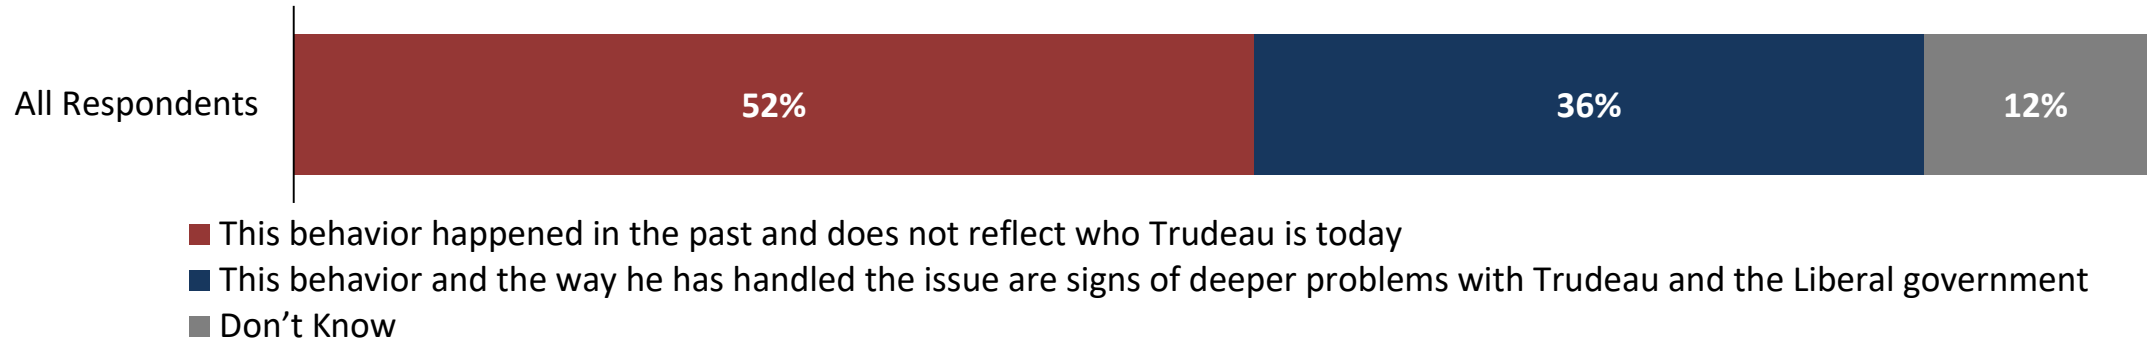 All Respondents
52%
36%
12%
This behavior happened in the past and does not reflect who Trudeau is today
This behavior and the way he has handled the issue are signs of deeper problems with Trudeau and the Liberal government
Don’t Know